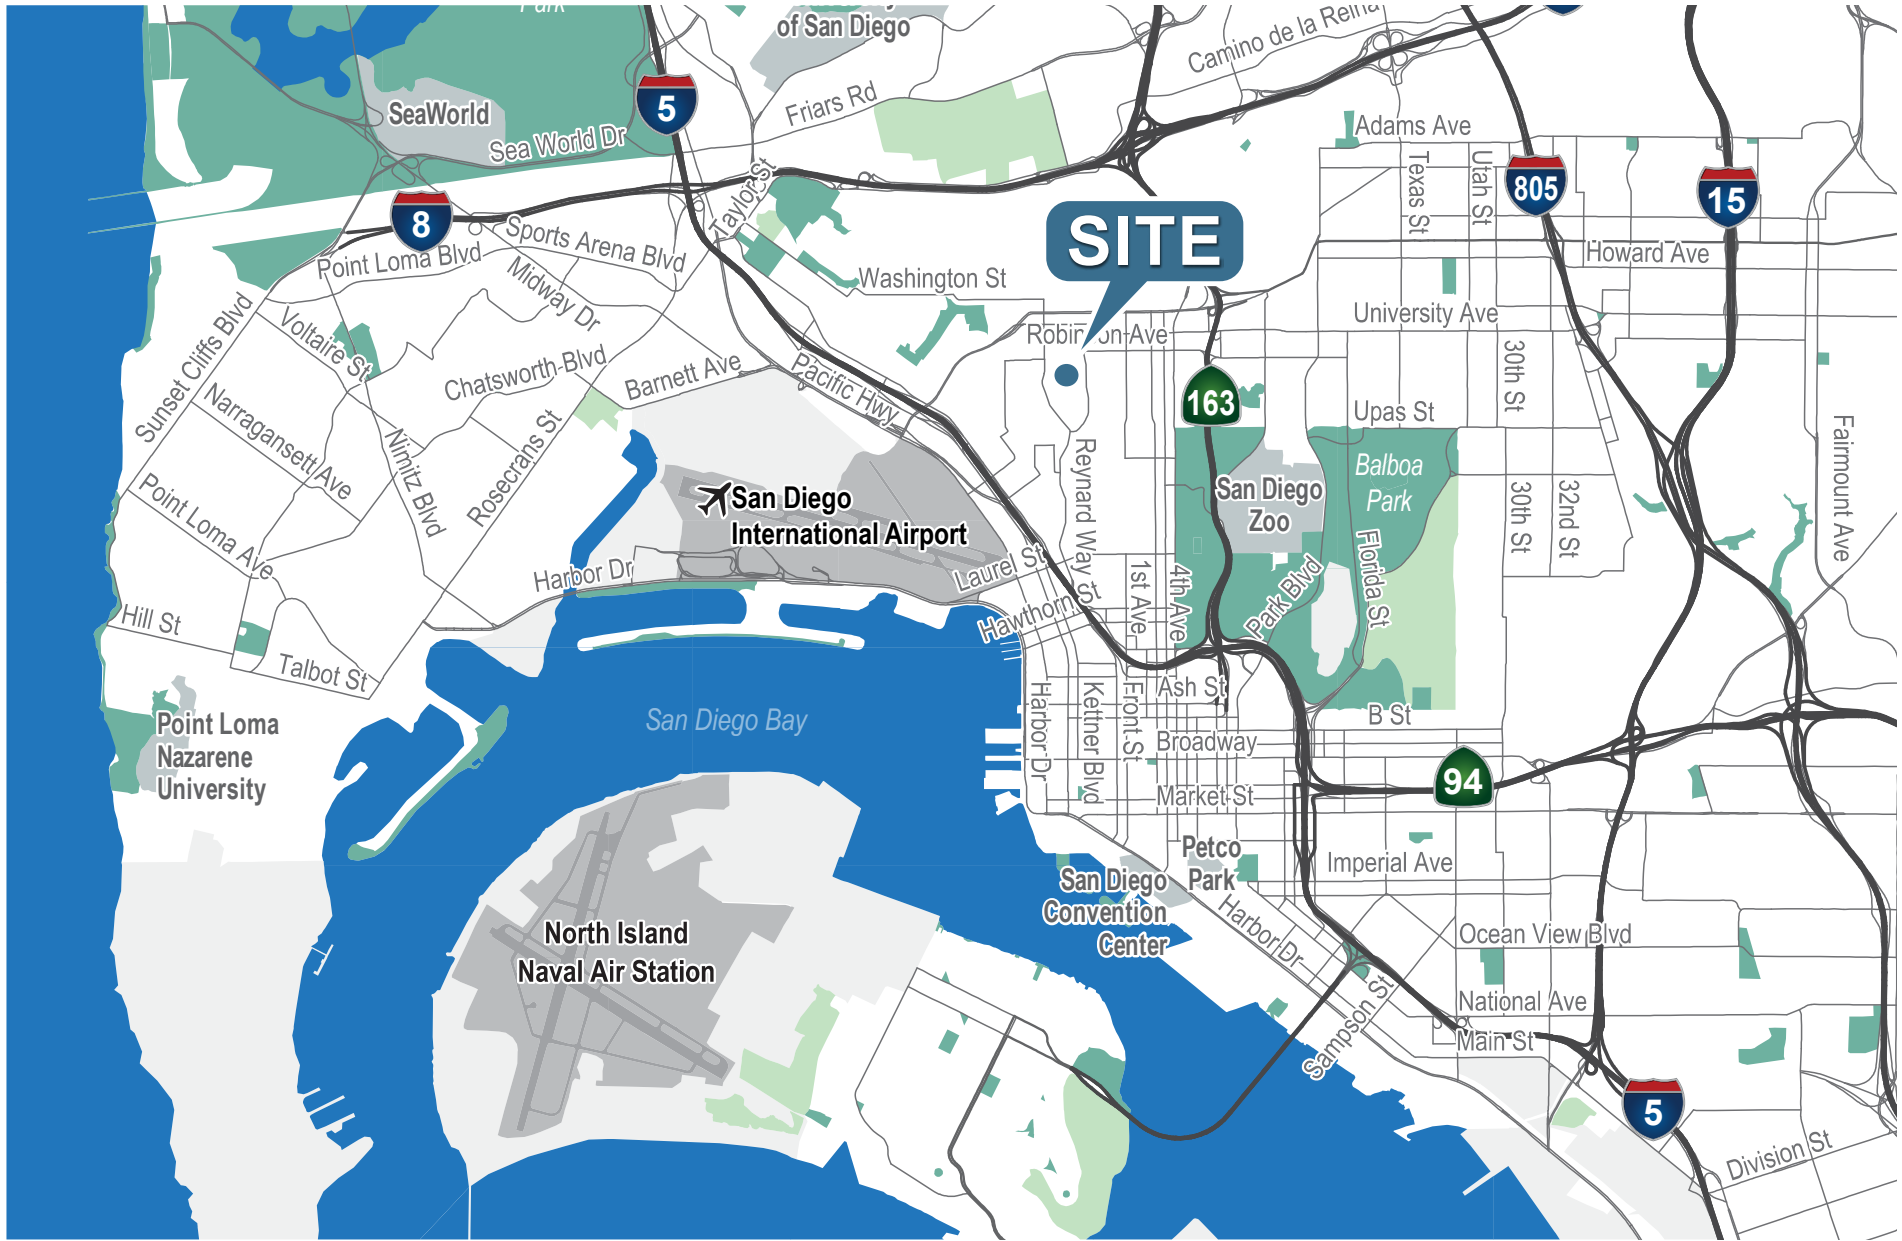 Park
of San Diego
Camino de la Reina
SeaWorld
5
Friars Rd
Sea World Dr
Adams Ave
Texas St
Utah St
805
15
Taylor St
8
SITE
Sports Arena Blvd
Point Loma Blvd
Howard Ave
Midway Dr
Washington St
University Ave
Sunset Cliffs Blvd
Voltaire St
Robinson Ave
30th St
Chatsworth Blvd
Barnett Ave
Pacific Hwy
163
Upas St
Narragansett Ave
Nimitz Blvd
Rosecrans St
Reynard Way
Fairmount Ave
Balboa
Park
San Diego
Zoo
San Diego
International Airport
Point Loma Ave
30th St
32nd St
Florida St
Harbor Dr
Laurel St
Hawthorn St
1st Ave
4th Ave
Park Blvd
Hill St
Talbot St
Ash St
Harbor Dr
Kettner Blvd
Front St
B St
San Diego Bay
Point Loma
Nazarene
University
Broadway
94
Market St
Petco
Park
Imperial Ave
San Diego
Convention
Center
Harbor Dr
North Island
Naval Air Station
Ocean View Blvd
National Ave
Sampson St
Main St
5
Division St